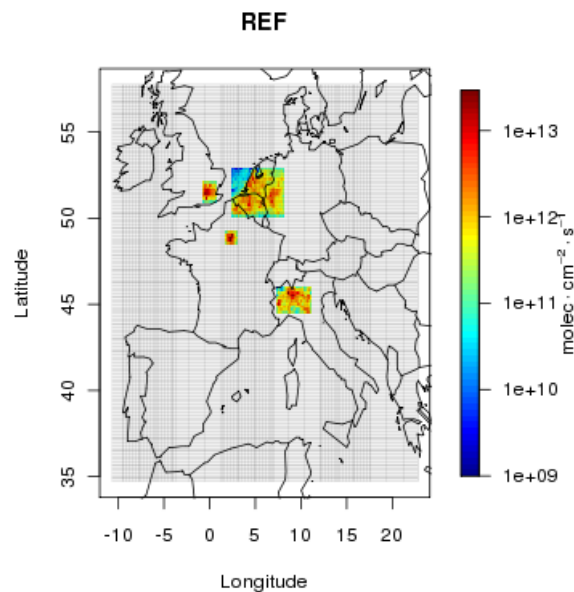 REF
55
50
45
40
35
Latitude
-10 -5 0 5 10 15 20
Longitude
1e+13
1e+12
1e+11
1e+10
1e+09
molec · cm⁻² · s⁻¹